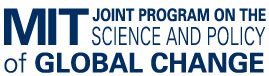 MIT JOINT PROGRAM ON THE
SCIENCE AND POLICY
of GLOBAL CHANGE